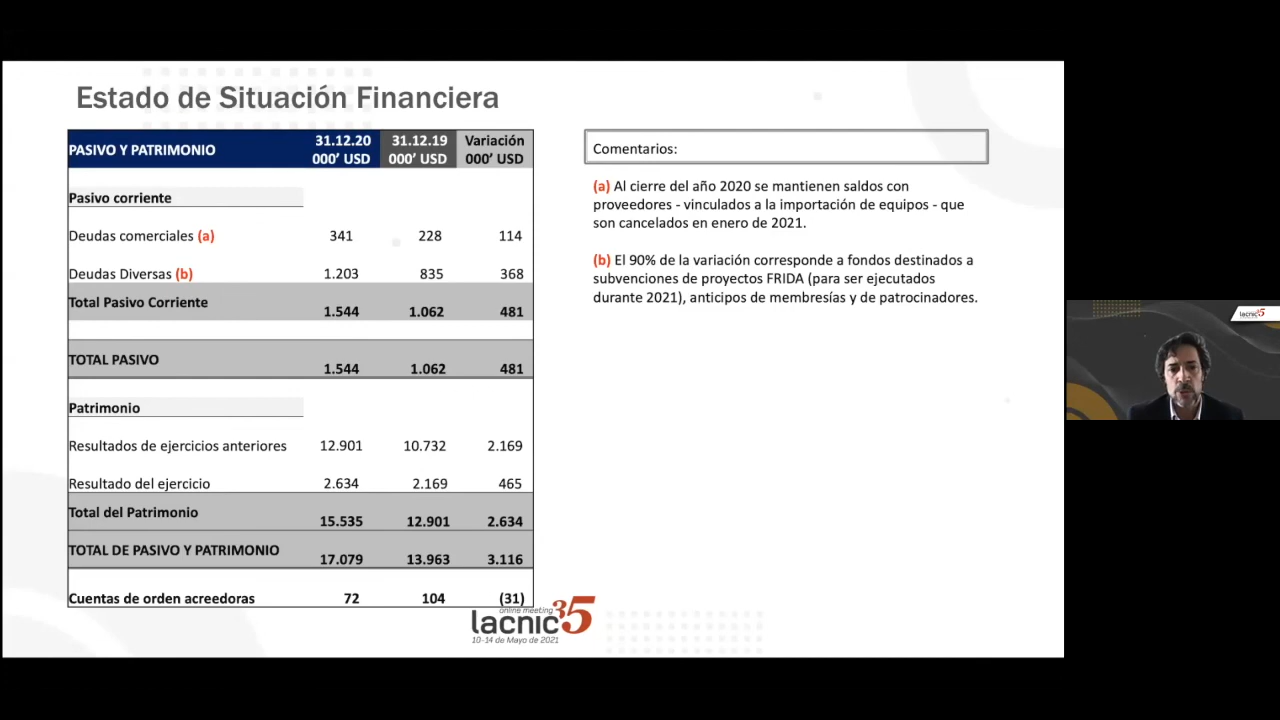 Estado de Situación Financiera
PASIVO Y PATRIMONIO 31.12.20 000' USD 31.12.19 000' USD Variación 000' USD
Pasivo corriente
Deudas comerciales (a) 341 228 114
Deudas Diversas (b) 1.203 835 368
Total Pasivo Corriente 1.544 1.062 481
TOTAL PASIVO 1.544 1.062 481
Patrimonio
Resultados de ejercicios anteriores 12.901 10.732 2.169
Resultado del ejercicio 2.634 2.169 465
Total del Patrimonio 15.535 12.901 2.634
TOTAL DE PASIVO Y PATRIMONIO 17.079 13.963 3.116
Cuentas de orden acreedoras 72 104 (31)
Comentarios:
(a) Al cierre del año 2020 se mantienen saldos con
proveedores - vinculados a la importación de equipos - que
son cancelados en enero de 2021.
(b) El 90% de la variación corresponde a fondos destinados a
subvenciones de proyectos FRIDA (para ser ejecutados
durante 2021), anticipos de membresías y de patrocinadores.
online meeting
lacnic35
10-14 de Mayo de 2021
lacnic35